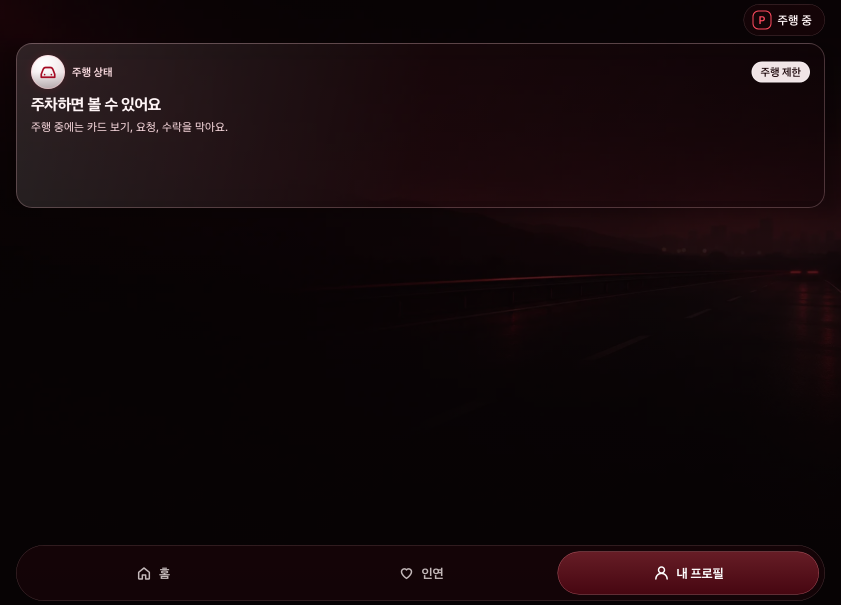 P 주행 중
주행 상태
주행 제한
주차하면 볼 수 있어요
주행 중에는 카드 보기, 요청, 수락을 막아요.
홈
인연
내 프로필